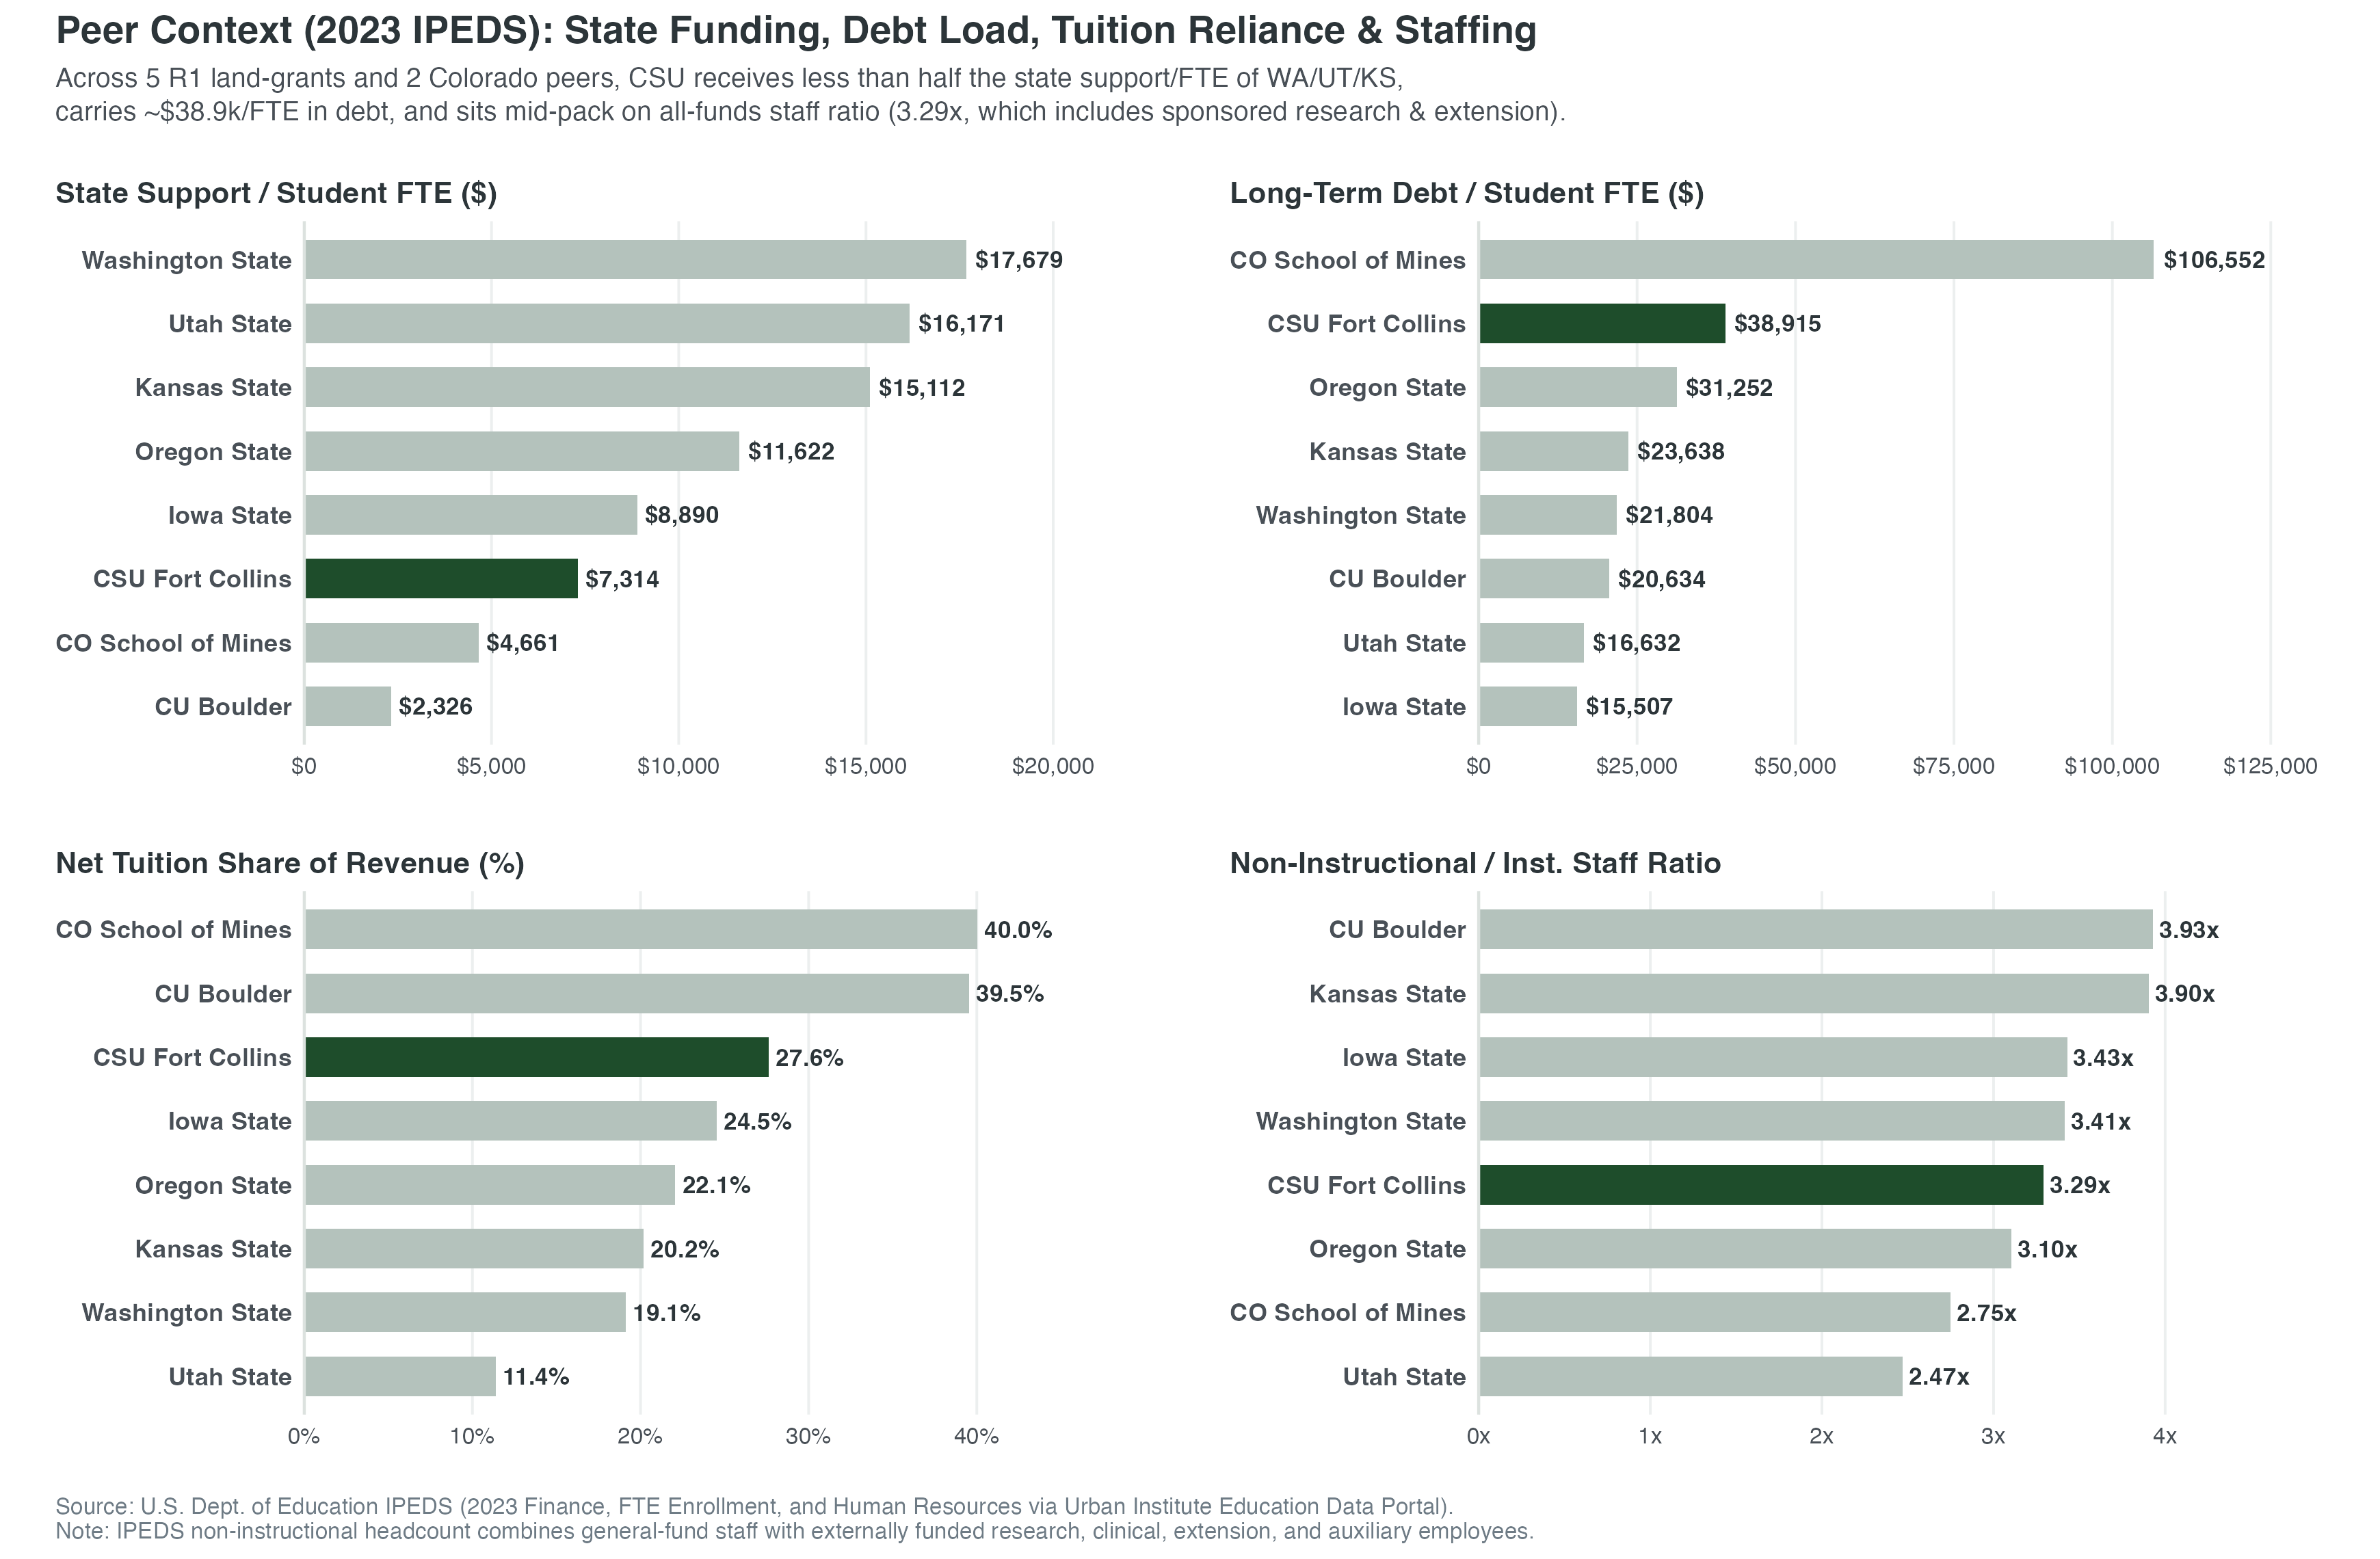 Peer Context (2023 IPEDS): State Funding, Debt Load, Tuition Reliance & Staffing
Across 5 R1 land-grants and 2 Colorado peers, CSU receives less than half the state support/FTE of WA/UT/KS,
carries ~$38.9k/FTE in debt, and sits mid-pack on all-funds staff ratio (3.29x, which includes sponsored research & extension).
State Support / Student FTE ($)
Washington State $17,679
Utah State $16,171
Kansas State $15,112
Oregon State $11,622
Iowa State $8,890
CSU Fort Collins $7,314
CO School of Mines $4,661
CU Boulder $2,326
$0 $5,000 $10,000 $15,000 $20,000
Long-Term Debt / Student FTE ($)
CO School of Mines $106,552
CSU Fort Collins $38,915
Oregon State $31,252
Kansas State $23,638
Washington State $21,804
CU Boulder $20,634
Utah State $16,632
Iowa State $15,507
$0 $25,000 $50,000 $75,000 $100,000 $125,000
Net Tuition Share of Revenue (%)
CO School of Mines 40.0%
CU Boulder 39.5%
CSU Fort Collins 27.6%
Iowa State 24.5%
Oregon State 22.1%
Kansas State 20.2%
Washington State 19.1%
Utah State 11.4%
0% 10% 20% 30% 40%
Non-Instructional / Inst. Staff Ratio
CU Boulder 3.93x
Kansas State 3.90x
Iowa State 3.43x
Washington State 3.41x
CSU Fort Collins 3.29x
Oregon State 3.10x
CO School of Mines 2.75x
Utah State 2.47x
0x 1x 2x 3x 4x
Source: U.S. Dept. of Education IPEDS (2023 Finance, FTE Enrollment, and Human Resources via Urban Institute Education Data Portal).
Note: IPEDS non-instructional headcount combines general-fund staff with externally funded research, clinical, extension, and auxiliary employees.